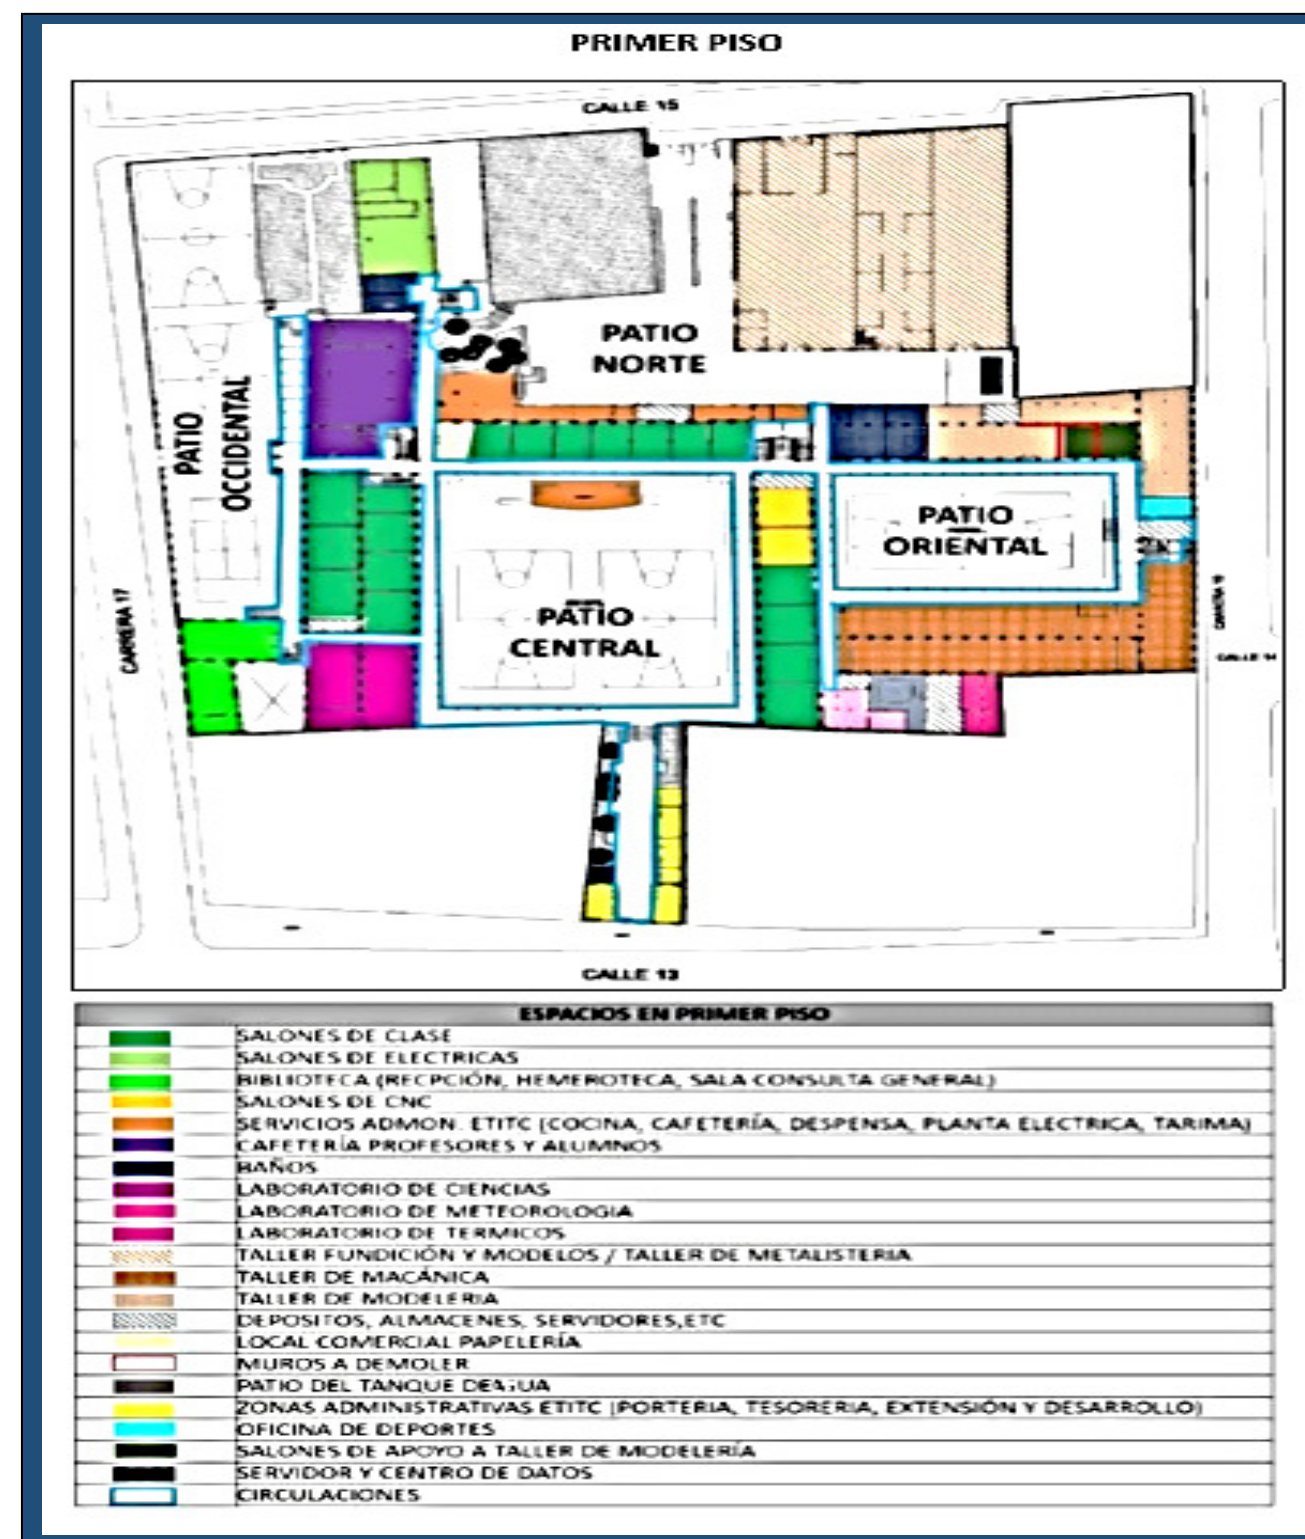 PRIMER PISO
CALLE 15
PATIO
NORTE
PATIO
OCCIDENTAL
PATIO
ORIENTAL
PATIO
CENTRAL
CARRERA 17
CALLE 14
CALLE 13
ESPACIOS EN PRIMER PISO
SALONES DE CLASE
SALONES DE ELECTRICAS
BIBLIOTECA (RECPCIÓN, HEMEROTECA, SALA CONSULTA GENERAL)
SALONES DE CNC
SERVICIOS ADMON. ETITC (COCINA, CAFETERÍA, DESPENSA, PLANTA ELECTRICA, TARIMA)
CAFETERÍA PROFESORES Y ALUMNOS
BAÑOS
LABORATORIO DE CIENCIAS
LABORATORIO DE METEOROLOGIA
LABORATORIO DE TERMICOS
TALLER FUNDICIÓN Y MODELOS / TALLER DE METALISTERIA
TALLER DE MACÁNICA
TALLER DE MODELERIA
DEPOSITOS, ALMACENES, SERVIDORES,ETC
LOCAL COMERCIAL PAPELERÍA
MUROS A DEMOLER
PATIO DEL TANQUE DEAGUA
ZONAS ADMINISTRATIVAS ETITC (PORTERIA, TESORERIA, EXTENSIÓN Y DESARROLLO)
OFICINA DE DEPORTES
SALONES DE APOYO A TALLER DE MODELERÍA
SERVIDOR Y CENTRO DE DATOS
CIRCULACIONES